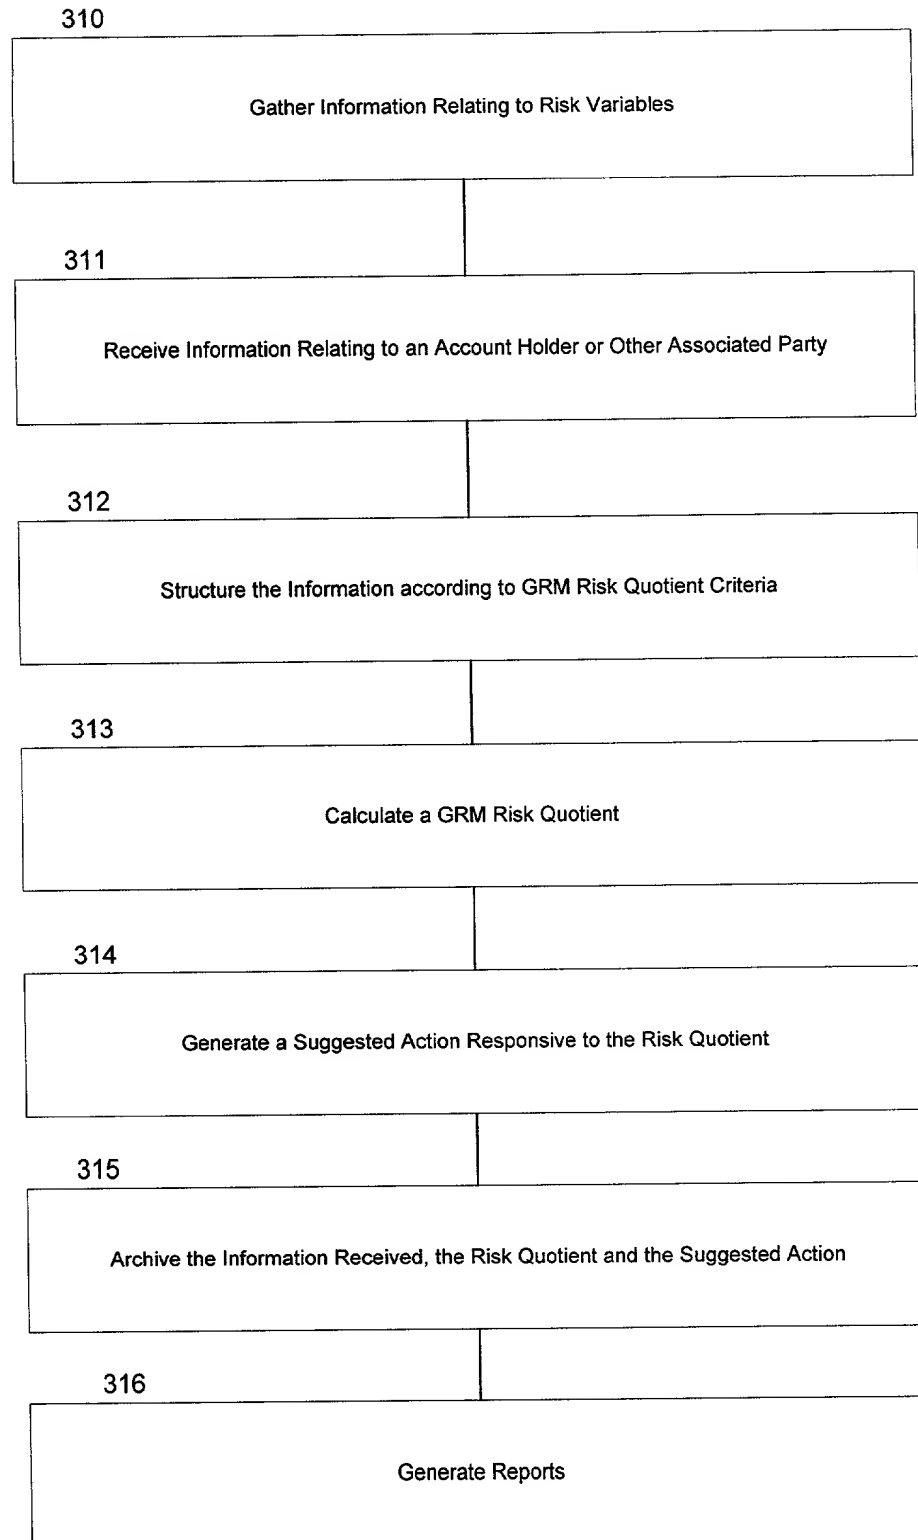 310
Gather Information Relating to Risk Variables
311
Receive Information Relating to an Account Holder or Other Associated Party
312
Structure the Information according to GRM Risk Quotient Criteria
313
Calculate a GRM Risk Quotient
314
Generate a Suggested Action Responsive to the Risk Quotient
315
Archive the Information Received, the Risk Quotient and the Suggested Action
316
Generate Reports